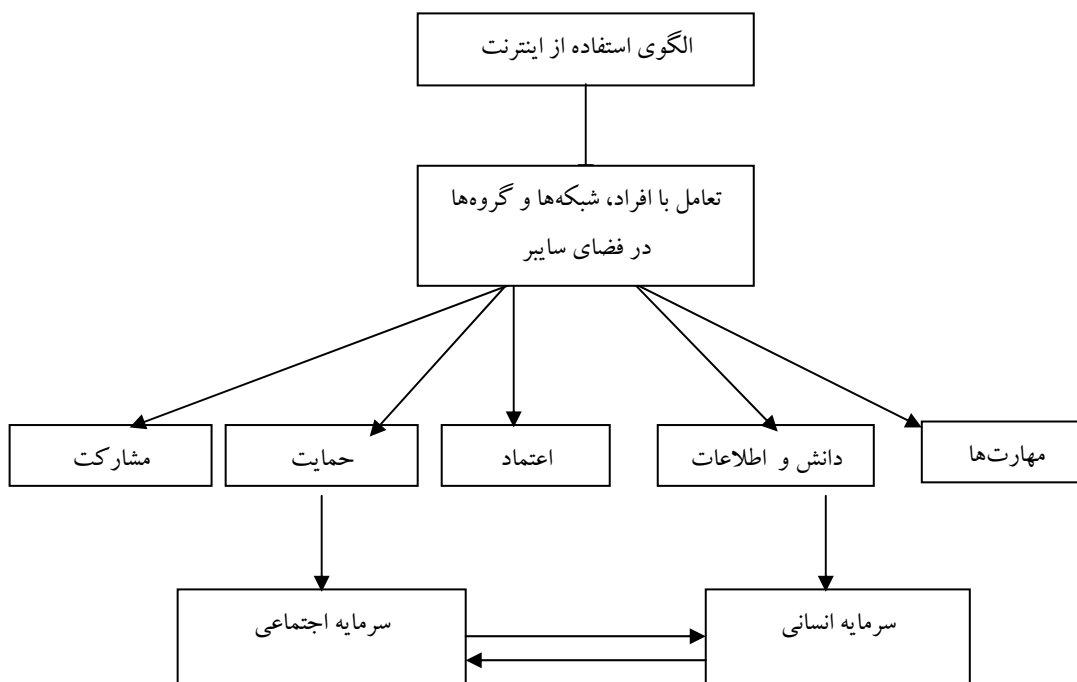 الگوی استفاده از اینترنت
تعامل با افراد، شبکه‌ها و گروه‌ها
در فضای سایبر
مهارت‌ها
دانش و اطلاعات
اعتماد
حمایت
مشارکت
سرمایه انسانی
سرمایه اجتماعی